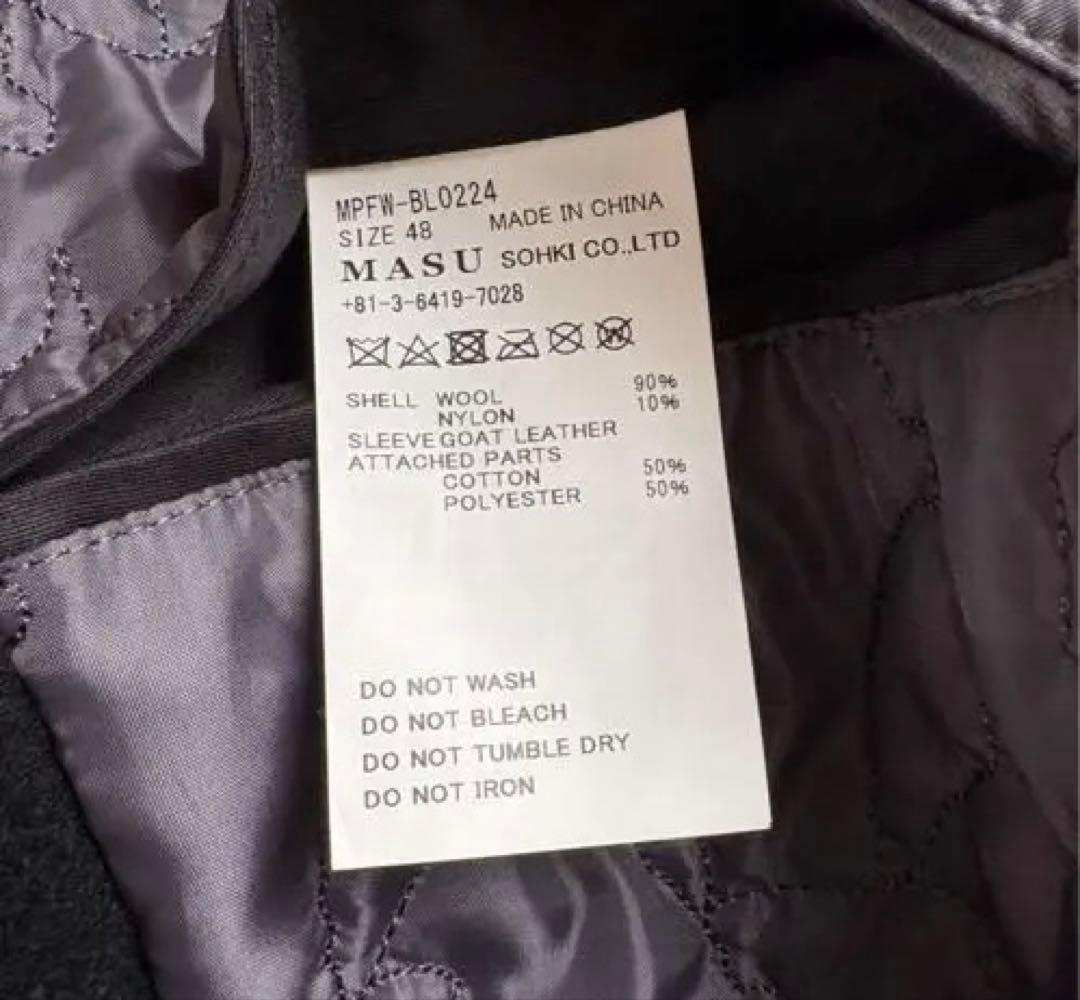 MPFW-BL0224
SIZE 48 MADE IN CHINA
MASU SOHKI CO.,LTD
+81-3-6419-7028
SHELL WOOL 90%
NYLON 10%
SLEEVE GOAT LEATHER
ATTACHED PARTS
COTTON 50%
POLYESTER 50%
DO NOT WASH
DO NOT BLEACH
DO NOT TUMBLE DRY
DO NOT IRON